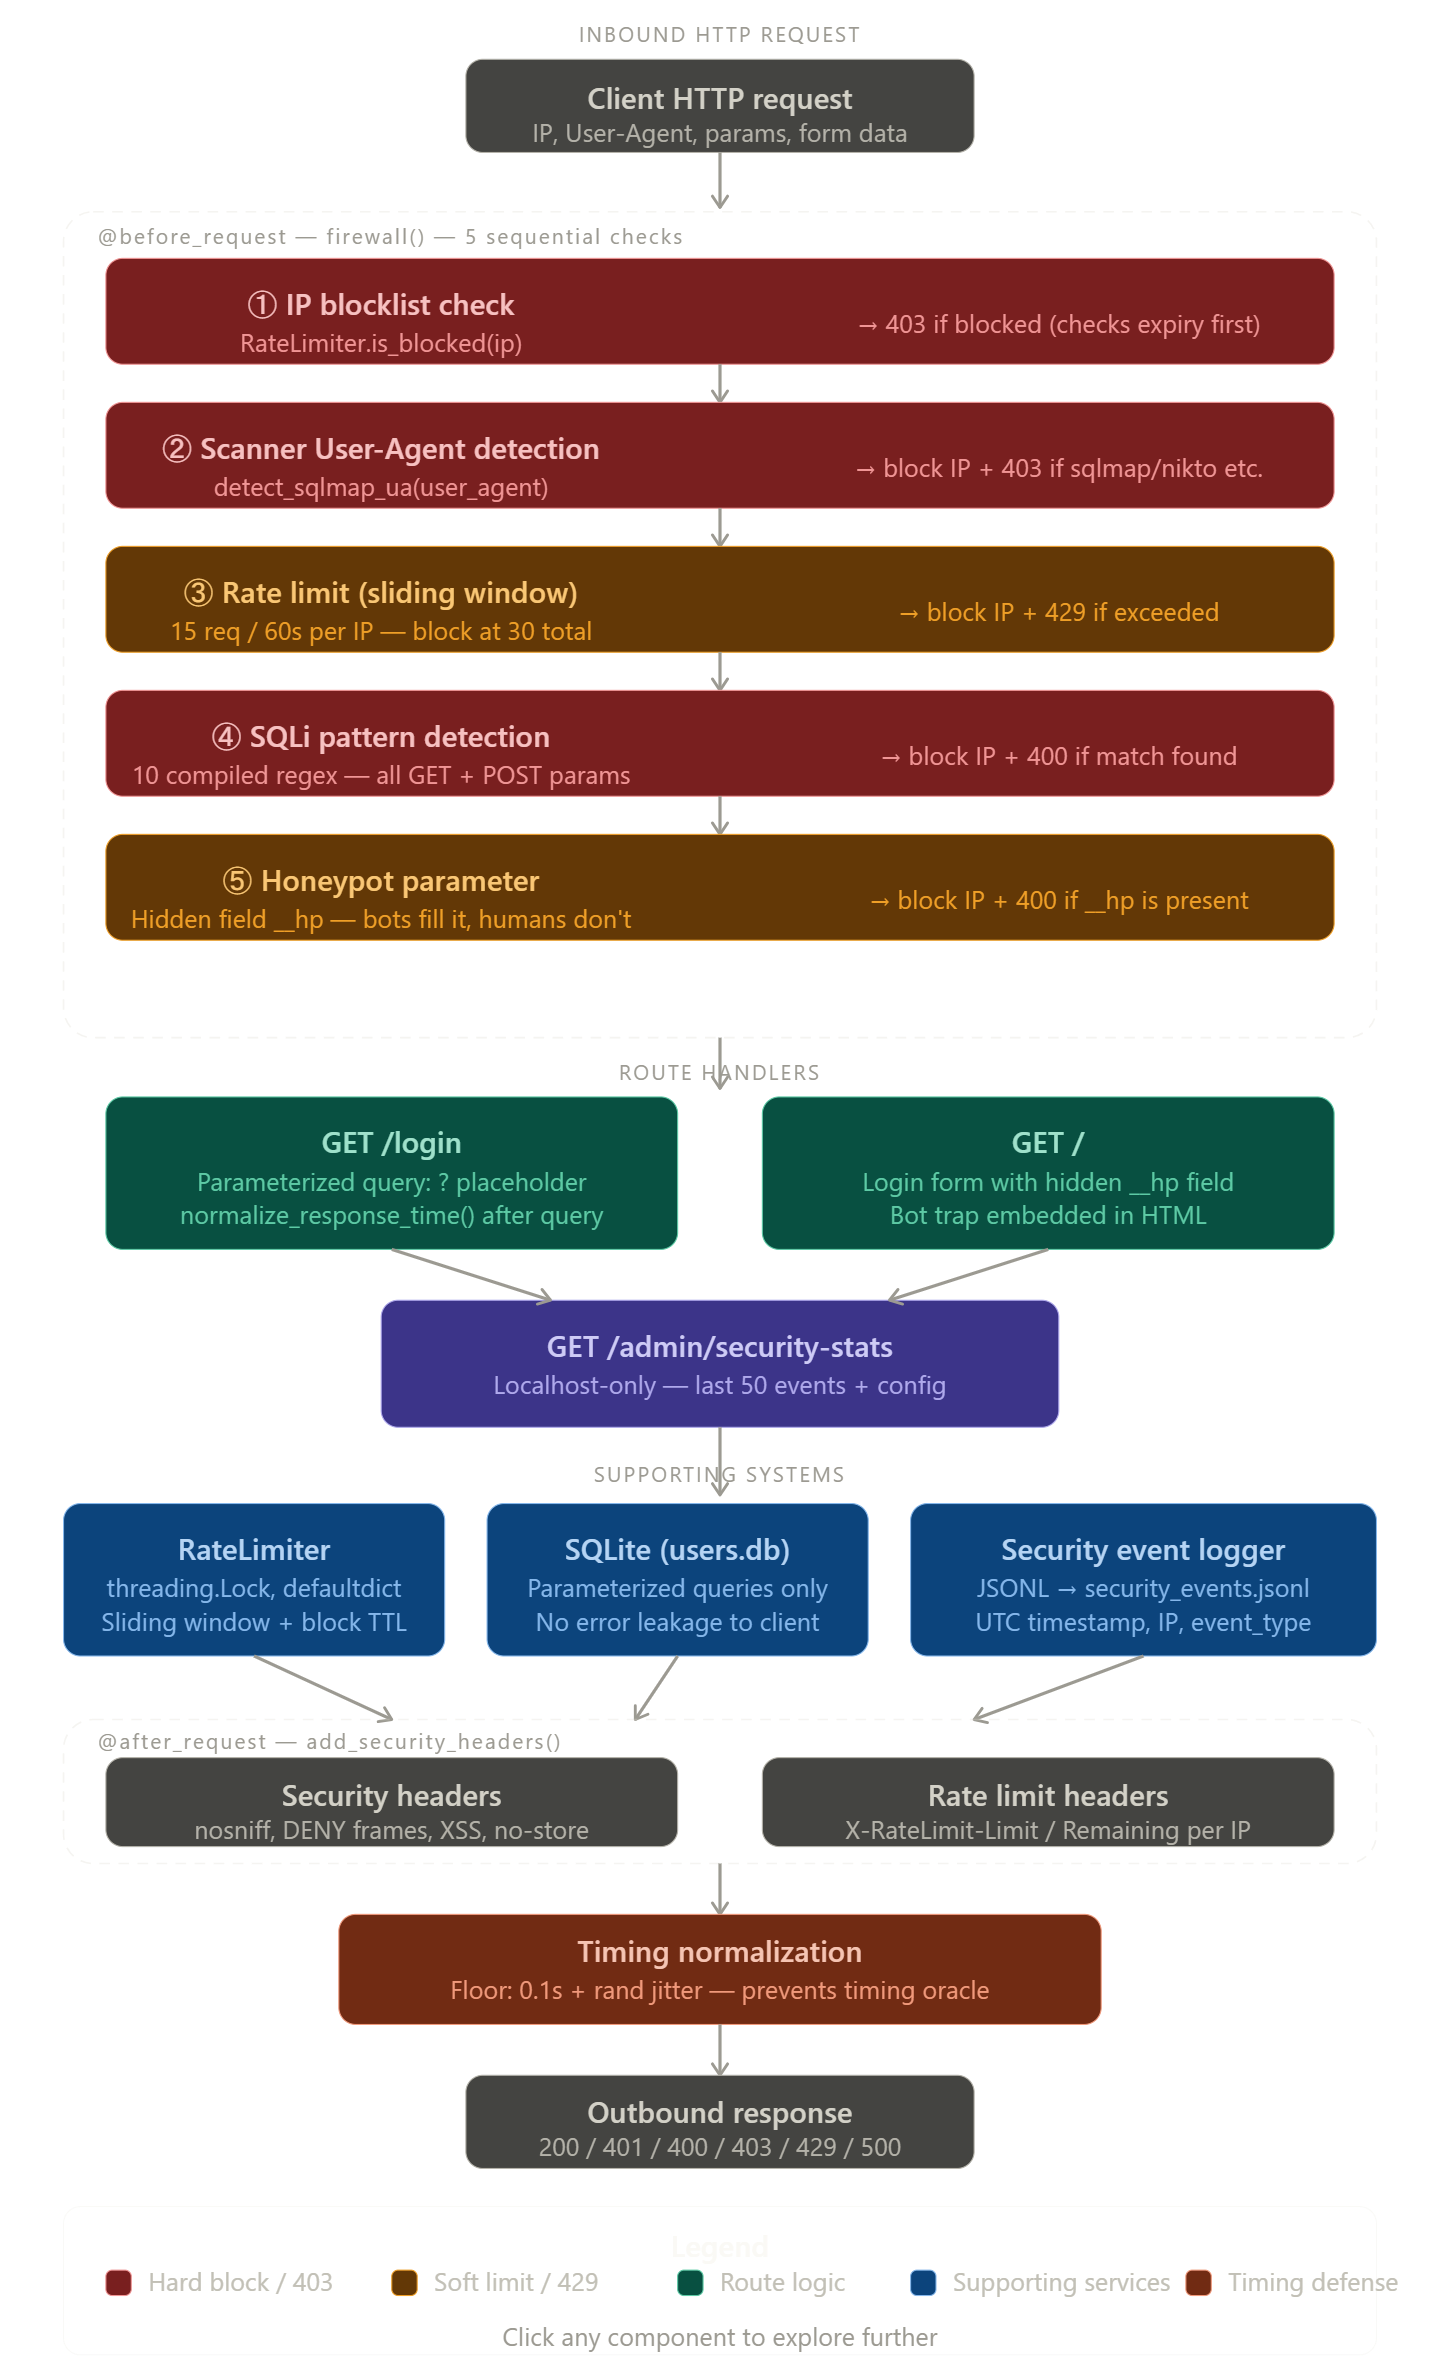 INBOUND HTTP REQUEST
Client HTTP request
IP, User-Agent, params, form data
@before_request — firewall() — 5 sequential checks
① IP blocklist check
RateLimiter.is_blocked(ip)
→ 403 if blocked (checks expiry first)
② Scanner User-Agent detection
detect_sqlmap_ua(user_agent)
→ block IP + 403 if sqlmap/nikto etc.
③ Rate limit (sliding window)
15 req / 60s per IP — block at 30 total
→ block IP + 429 if exceeded
④ SQLi pattern detection
10 compiled regex — all GET + POST params
→ block IP + 400 if match found
⑤ Honeypot parameter
Hidden field __hp — bots fill it, humans don't
→ block IP + 400 if __hp is present
ROUTE HANDLERS
GET /login
Parameterized query: ? placeholder
normalize_response_time() after query
GET /
Login form with hidden __hp field
Bot trap embedded in HTML
GET /admin/security-stats
Localhost-only — last 50 events + config
SUPPORTING SYSTEMS
RateLimiter
threading.Lock, defaultdict
Sliding window + block TTL
SQLite (users.db)
Parameterized queries only
No error leakage to client
Security event logger
JSONL → security_events.jsonl
UTC timestamp, IP, event_type
@after_request — add_security_headers()
Security headers
nosniff, DENY frames, XSS, no-store
Rate limit headers
X-RateLimit-Limit / Remaining per IP
Timing normalization
Floor: 0.1s + rand jitter — prevents timing oracle
Outbound response
200 / 401 / 400 / 403 / 429 / 500
Legend
Hard block / 403
Soft limit / 429
Route logic
Supporting services
Timing defense
Click any component to explore further